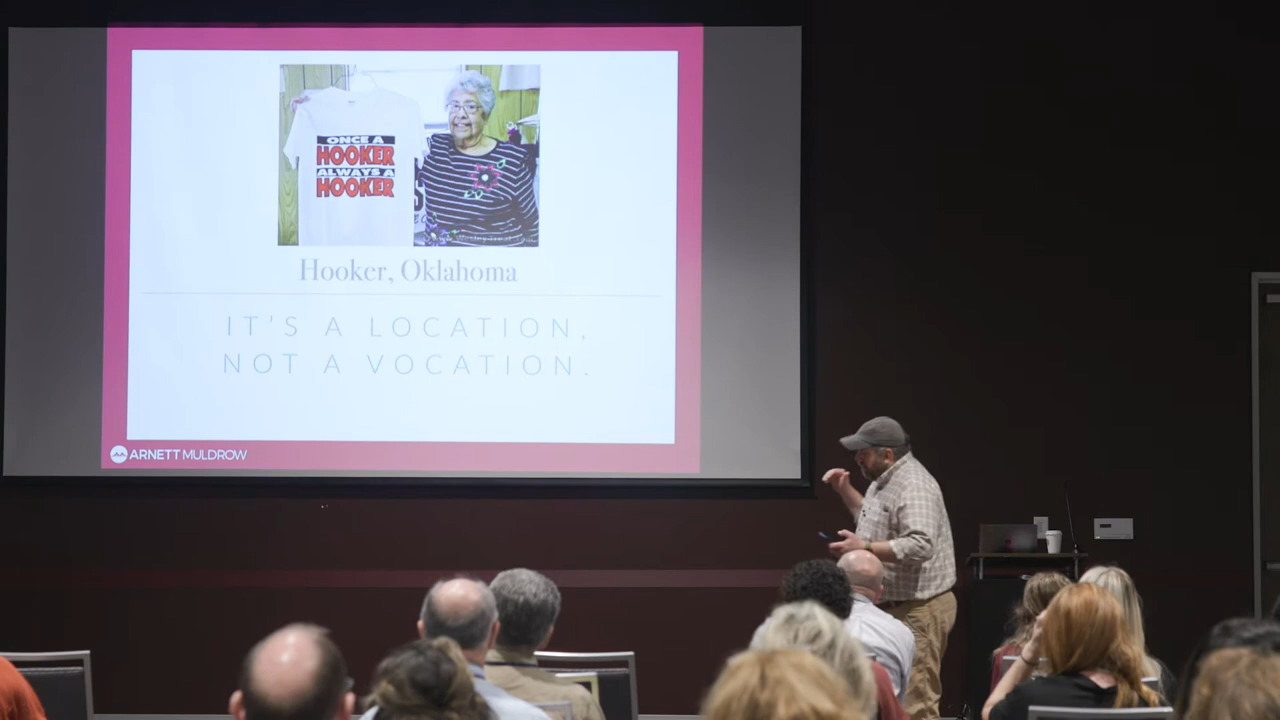 ONCE A
HOOKER
ALWAYS A
HOOKER
Hooker, Oklahoma
IT'S A LOCATION,
NOT A VOCATION.
ARNETT MULDROW